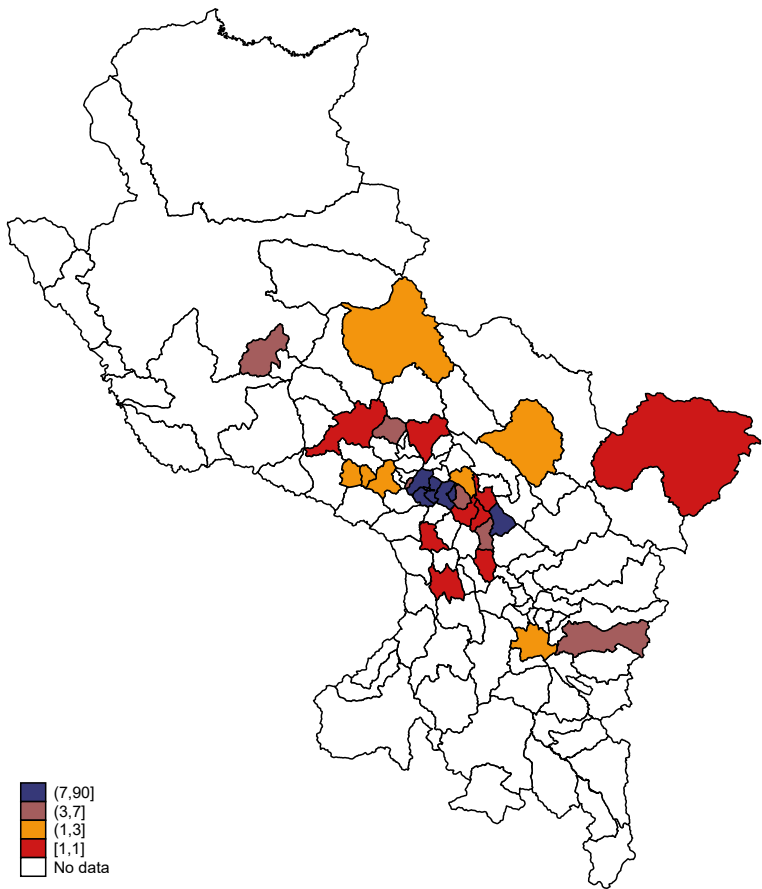 (7,90]
(3,7]
(1,3]
[1,1]
No data